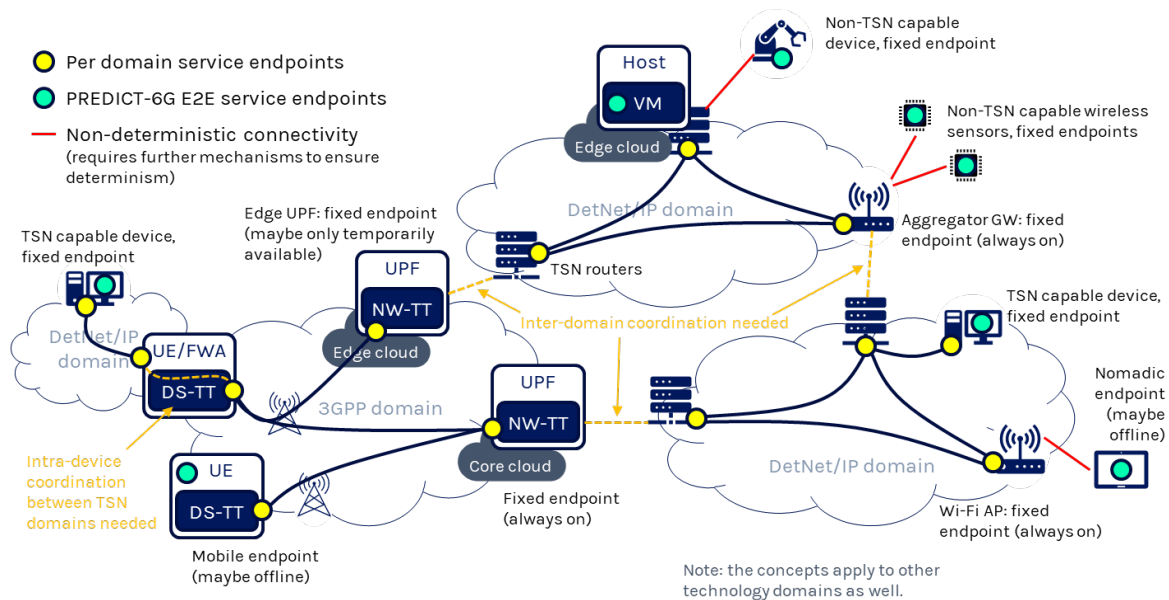 Per domain service endpoints
PREDICT-6G E2E service endpoints
Non-deterministic connectivity
(requires further mechanisms to ensure
determinism)
Non-TSN capable
device, fixed endpoint
Host
VM
Edge cloud
Non-TSN capable wireless
sensors, fixed endpoints
DetNet/IP domain
Aggregator GW: fixed
endpoint (always on)
TSN routers
Edge UPF: fixed endpoint
(maybe only temporarily
available)
UPF
NW-TT
Edge cloud
TSN capable device,
fixed endpoint
DetNet/IP
domain
UE/FWA
DS-TT
Inter-domain coordination needed
TSN capable device,
fixed endpoint
3GPP domain
UPF
NW-TT
Core cloud
Fixed endpoint
(always on)
Intra-device
coordination
between TSN
domains needed
UE
DS-TT
Mobile endpoint
(maybe offline)
Nomadic
endpoint
(maybe
offline)
DetNet/IP domain
Wi-Fi AP: fixed
endpoint (always on)
Note: the concepts apply to other
technology domains as well.